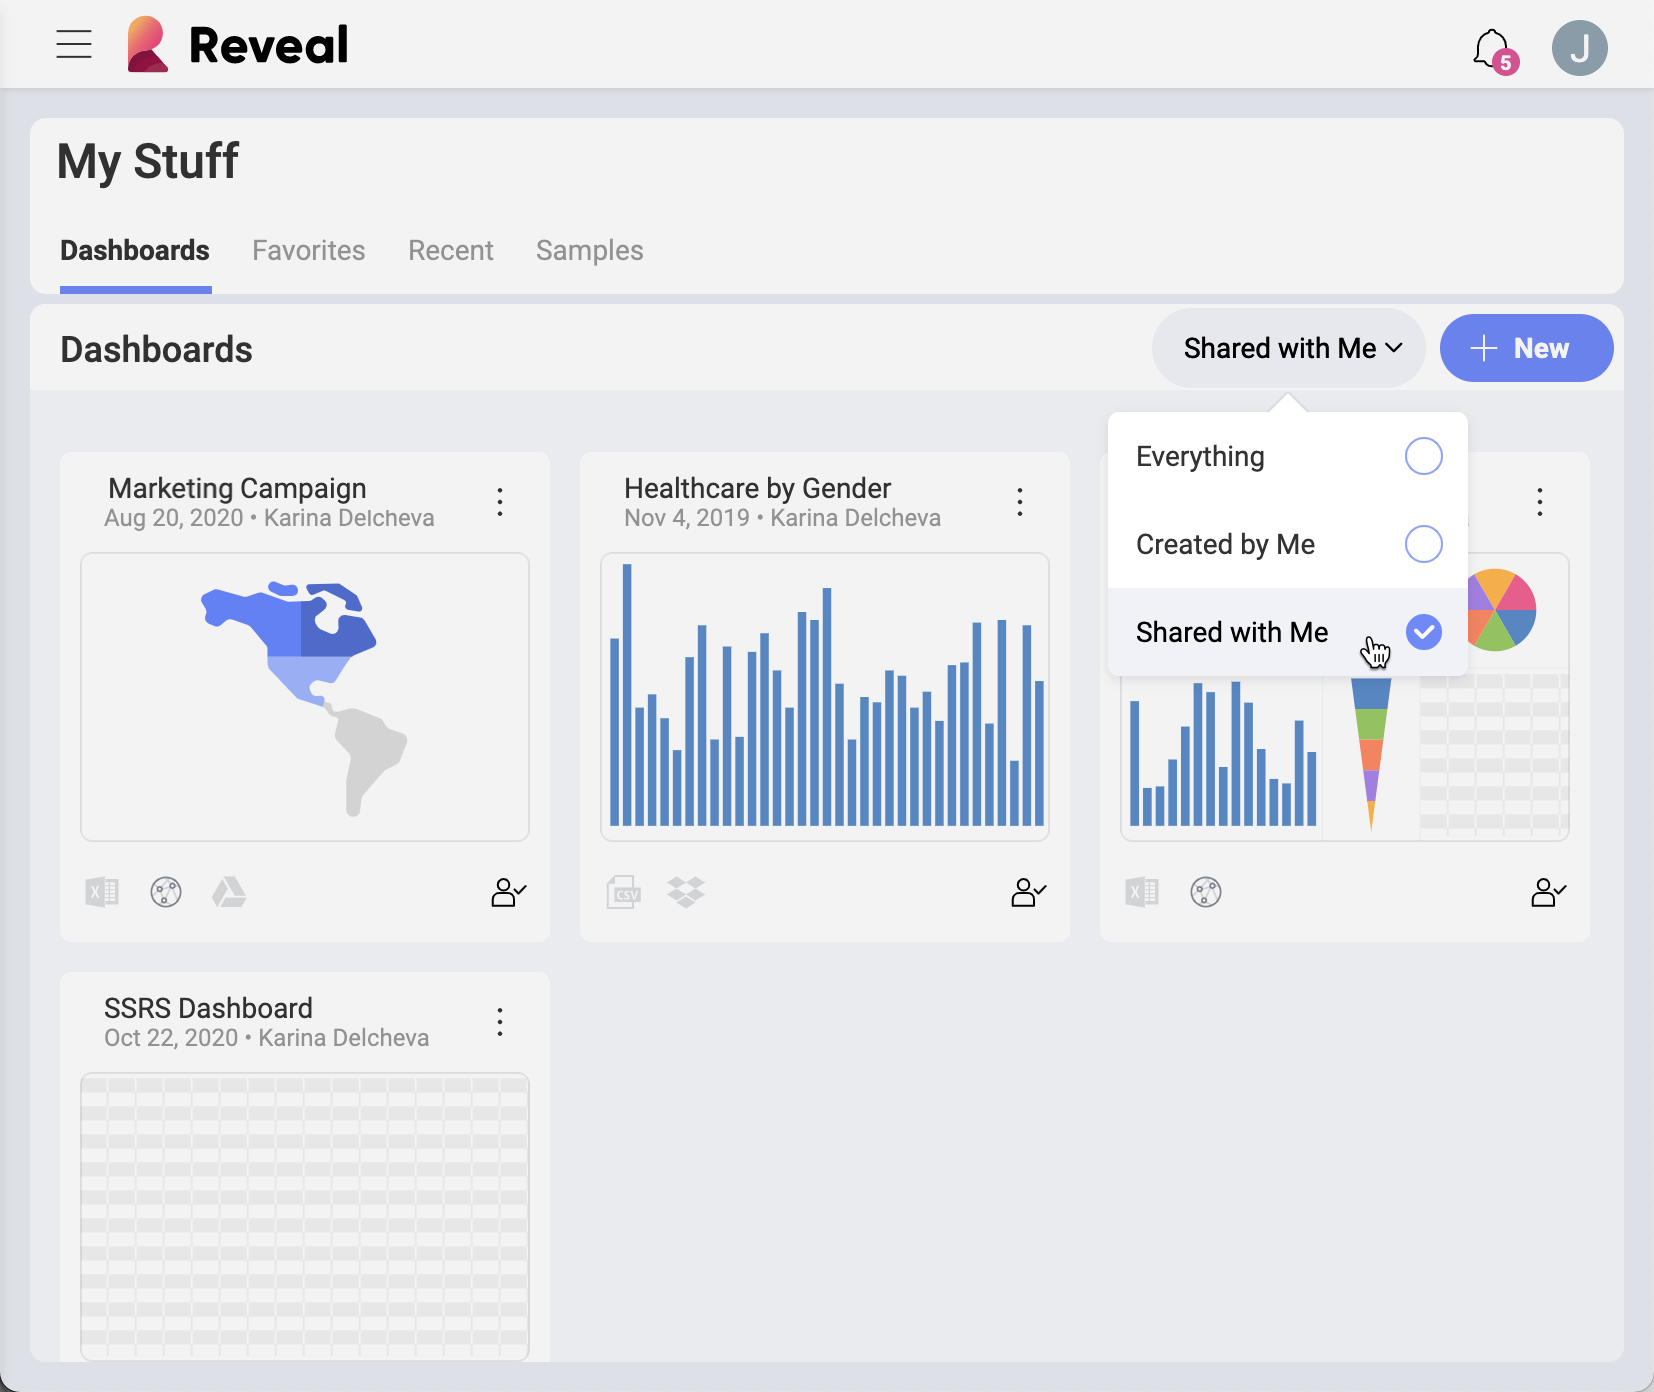 Reveal
5
J
My Stuff
Dashboards Favorites Recent Samples
Dashboards
Shared with Me
New
Everything
Created by Me
Shared with Me
Marketing Campaign
Aug 20, 2020 • Karina Delcheva
Healthcare by Gender
Nov 4, 2019 • Karina Delcheva
X
CSV
X
SSRS Dashboard
Oct 22, 2020 • Karina Delcheva